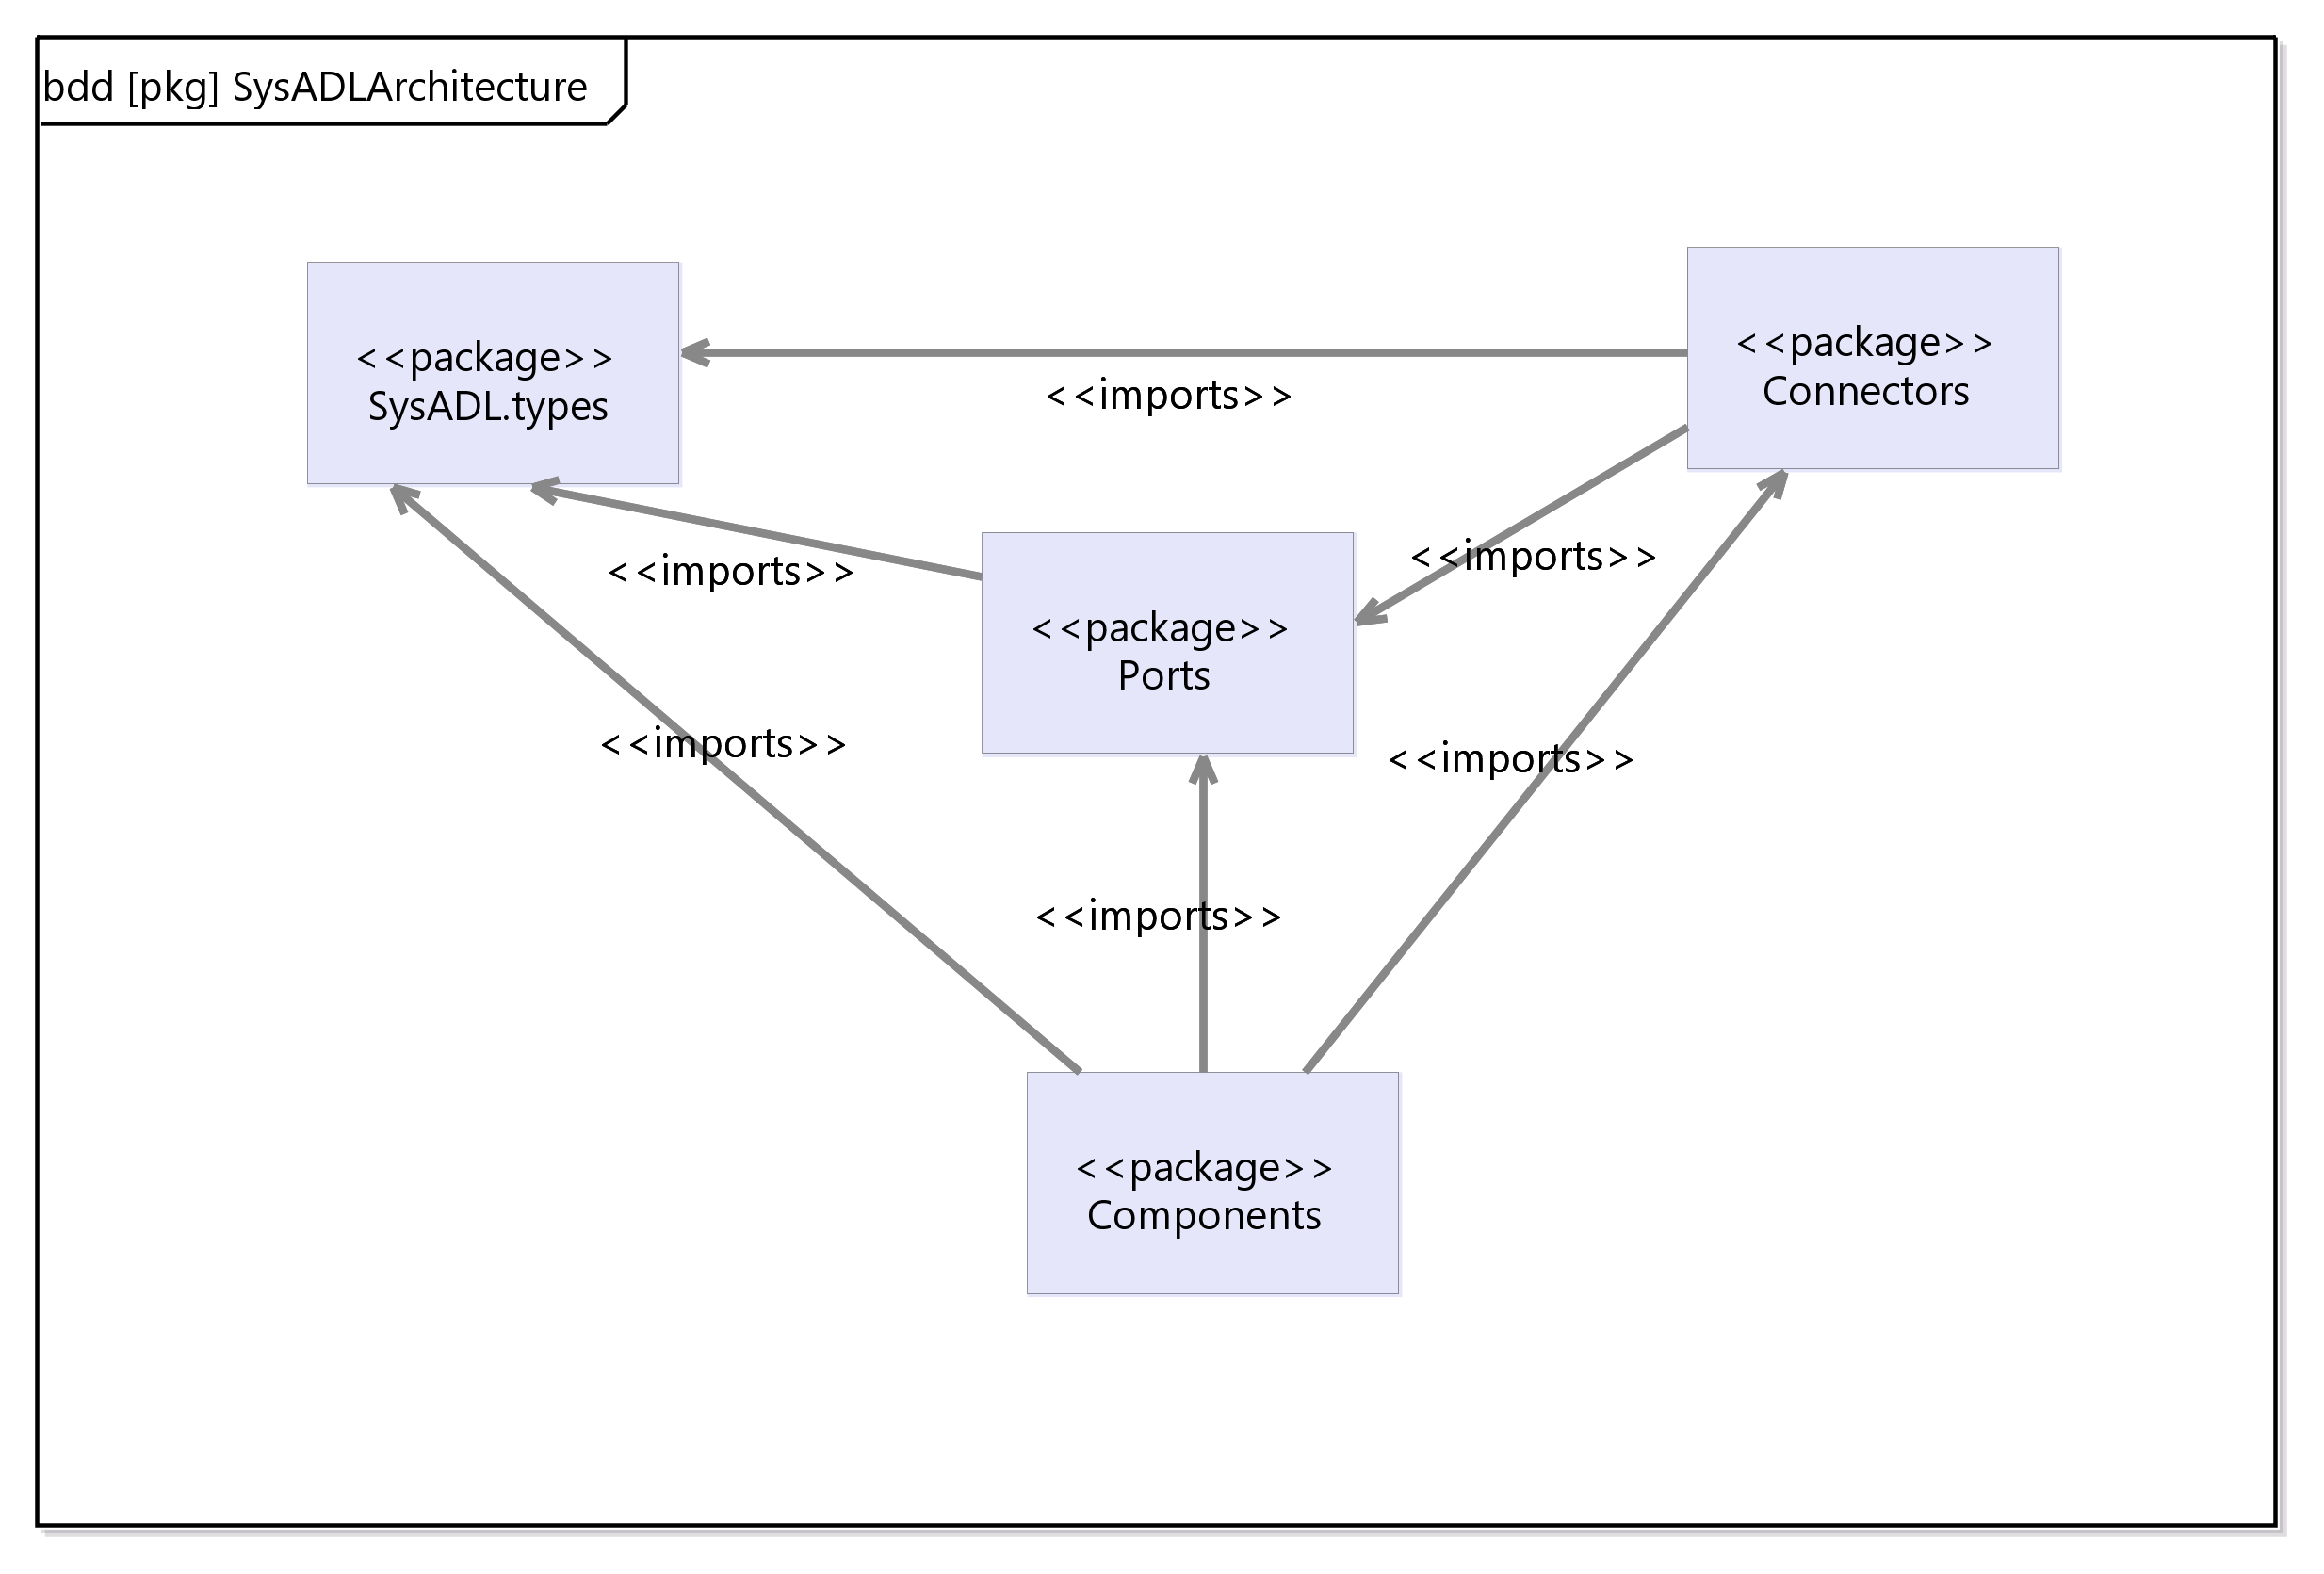 bdd [pkg] SysADLArchitecture
<<package>>
Connectors
<<package>>
SysADL.types
<<imports>>
<<imports>>
<<imports>>
<<package>>
Ports
<<imports>>
<<imports>>
<<imports>>
<<package>>
Components